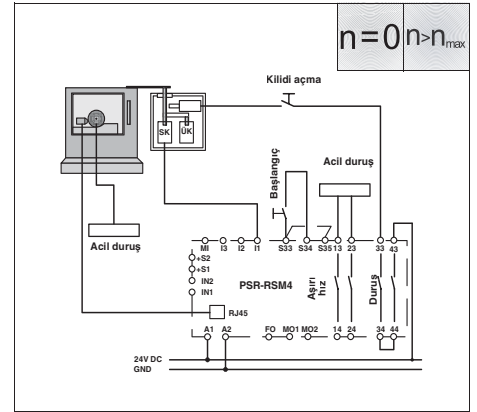 n=0 n>nmax
Kilidi açma
SK ÜK
Başlangıç
Acil duruş
Acil duruş
MI I3 I2 I1 S33 S34 S35 13 23 33 43
+S2
+S1
IN2
IN1
PSR-RSM4
Aşırı hız
Duruş
RJ45
A1 A2 FO MO1 MO2 14 24 34 44
24V DC
GND